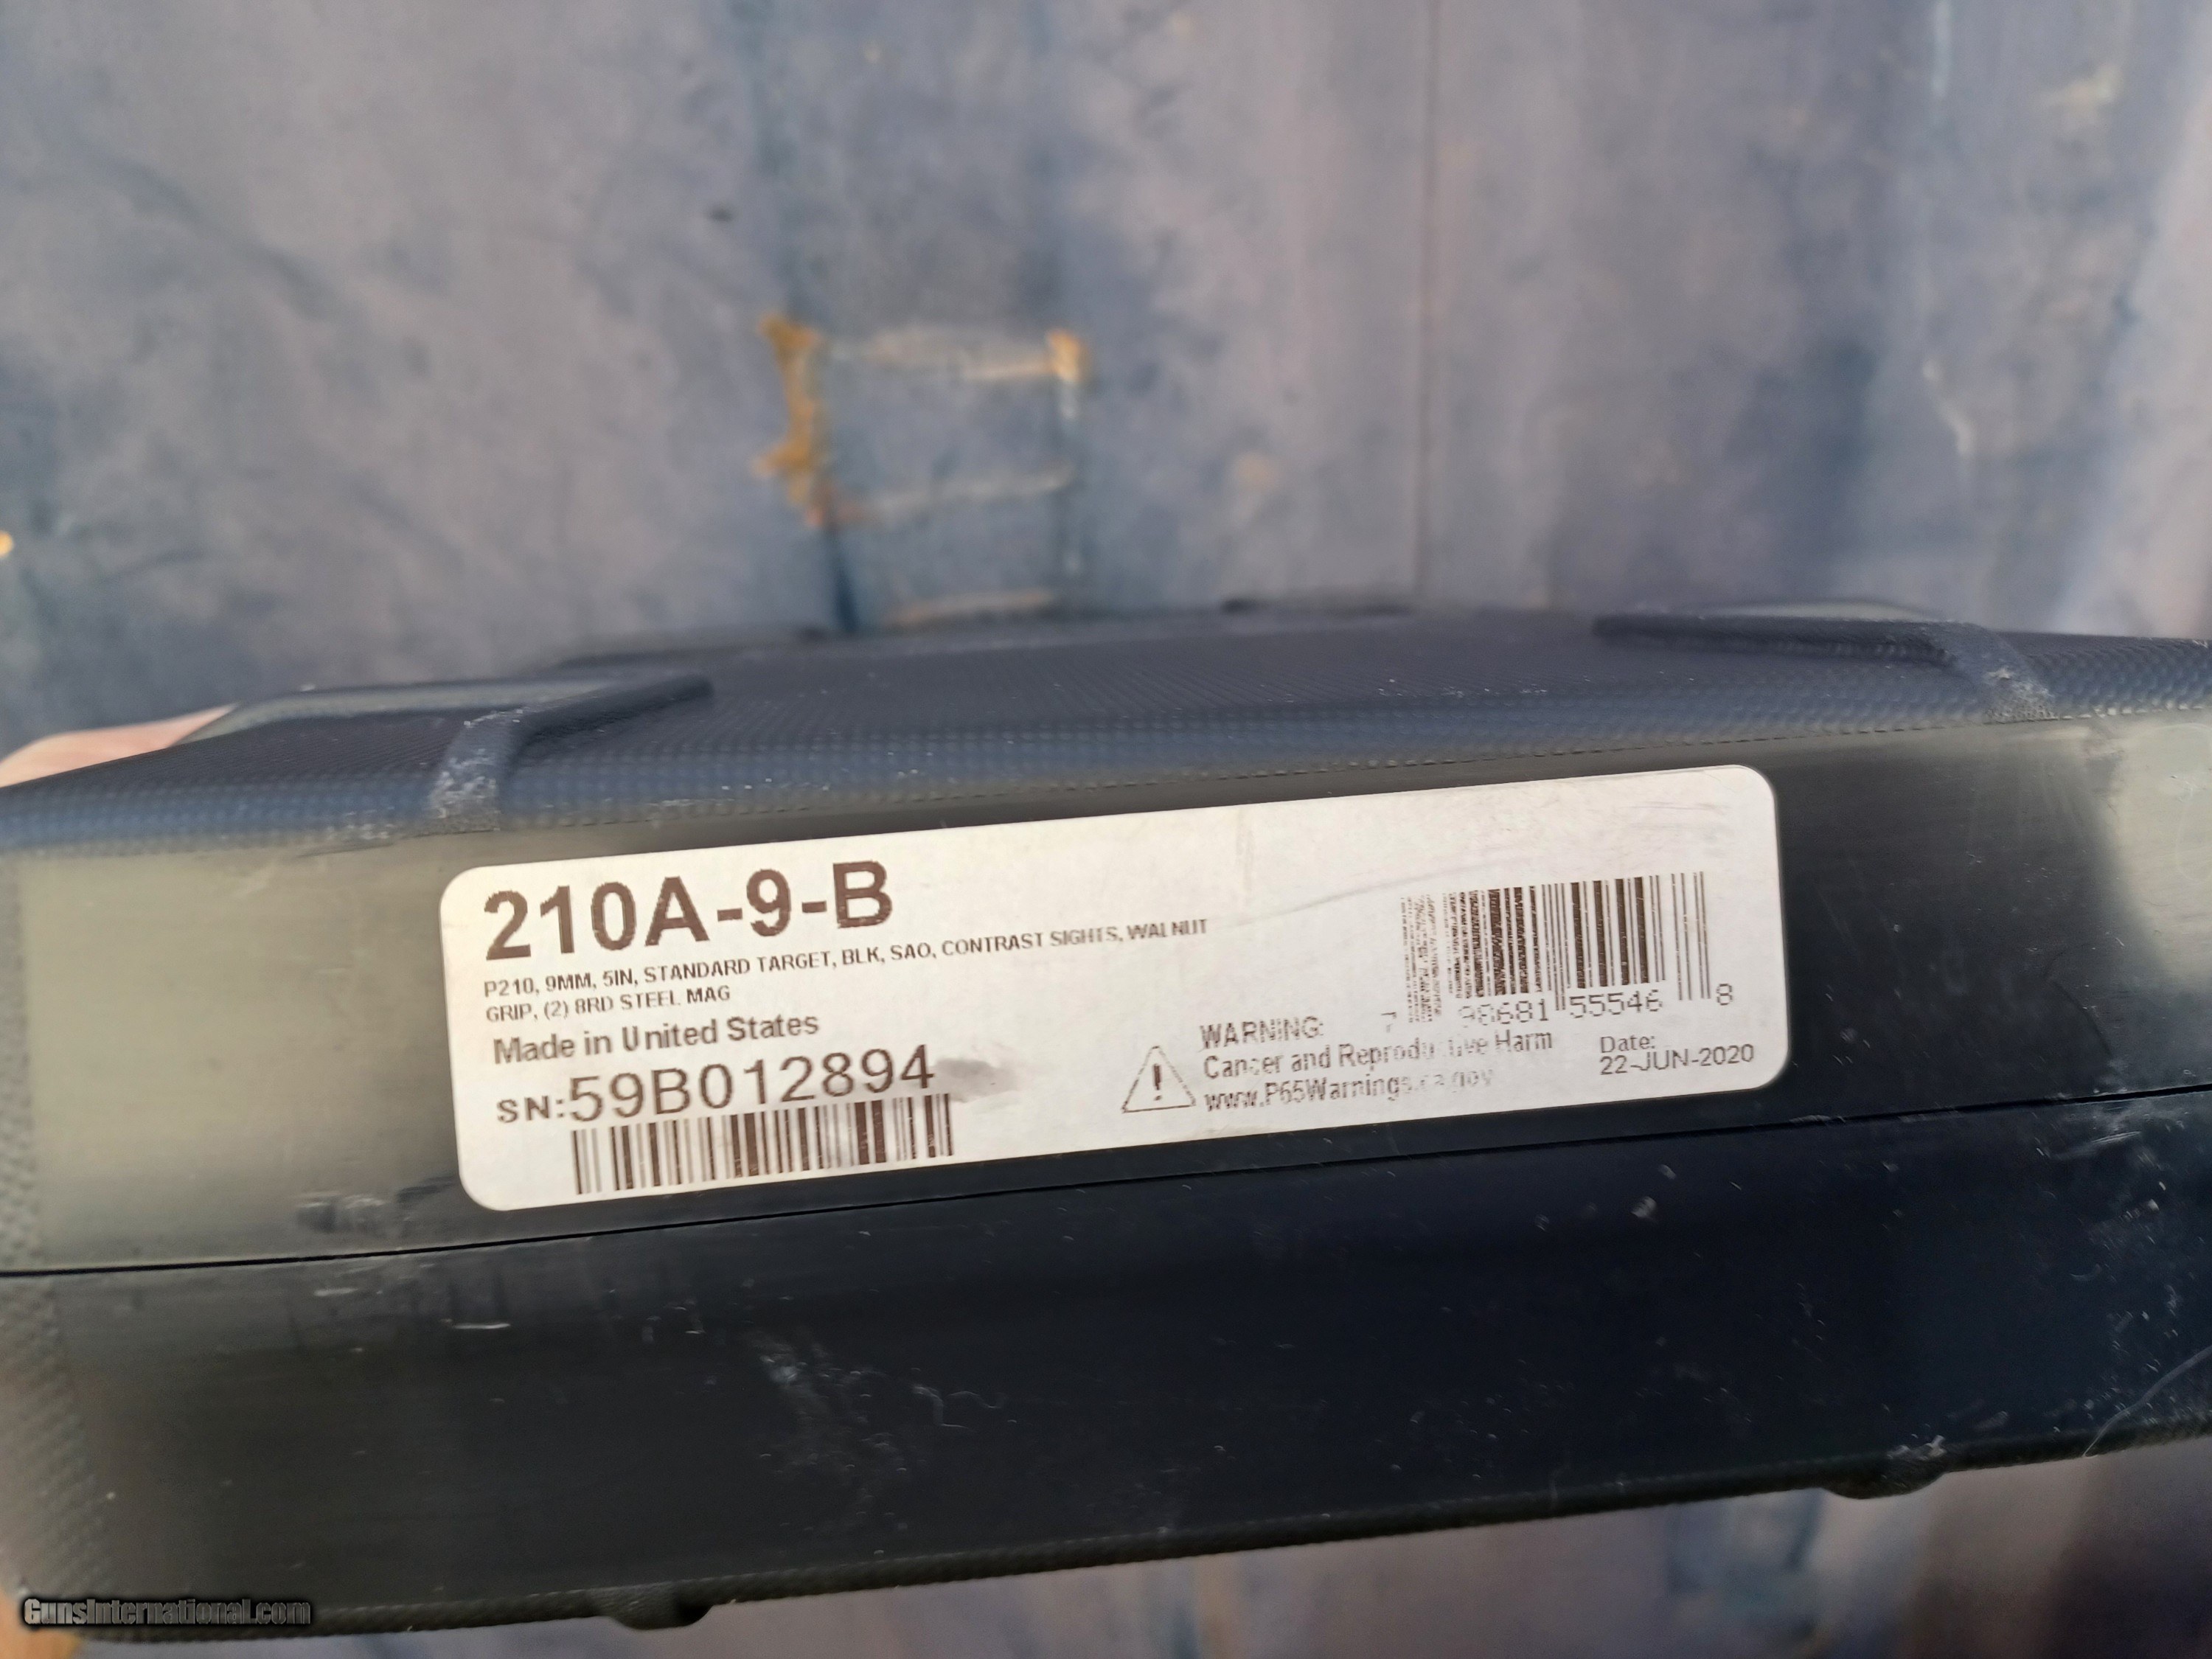 210A-9-B
P210, 9MM, 5IN, STANDARD TARGET, BLK, SAO, CONTRAST SIGHTS, WALNUT
GRIP, (2) 8RD STEEL MAG
Made in United States
SN:59B012894
7 98681 55546 8
WARNING:
Cancer and Reproductive Harm
www.P65Warnings.ca.gov
Date:
22-JUN-2020
GunsInternational.com